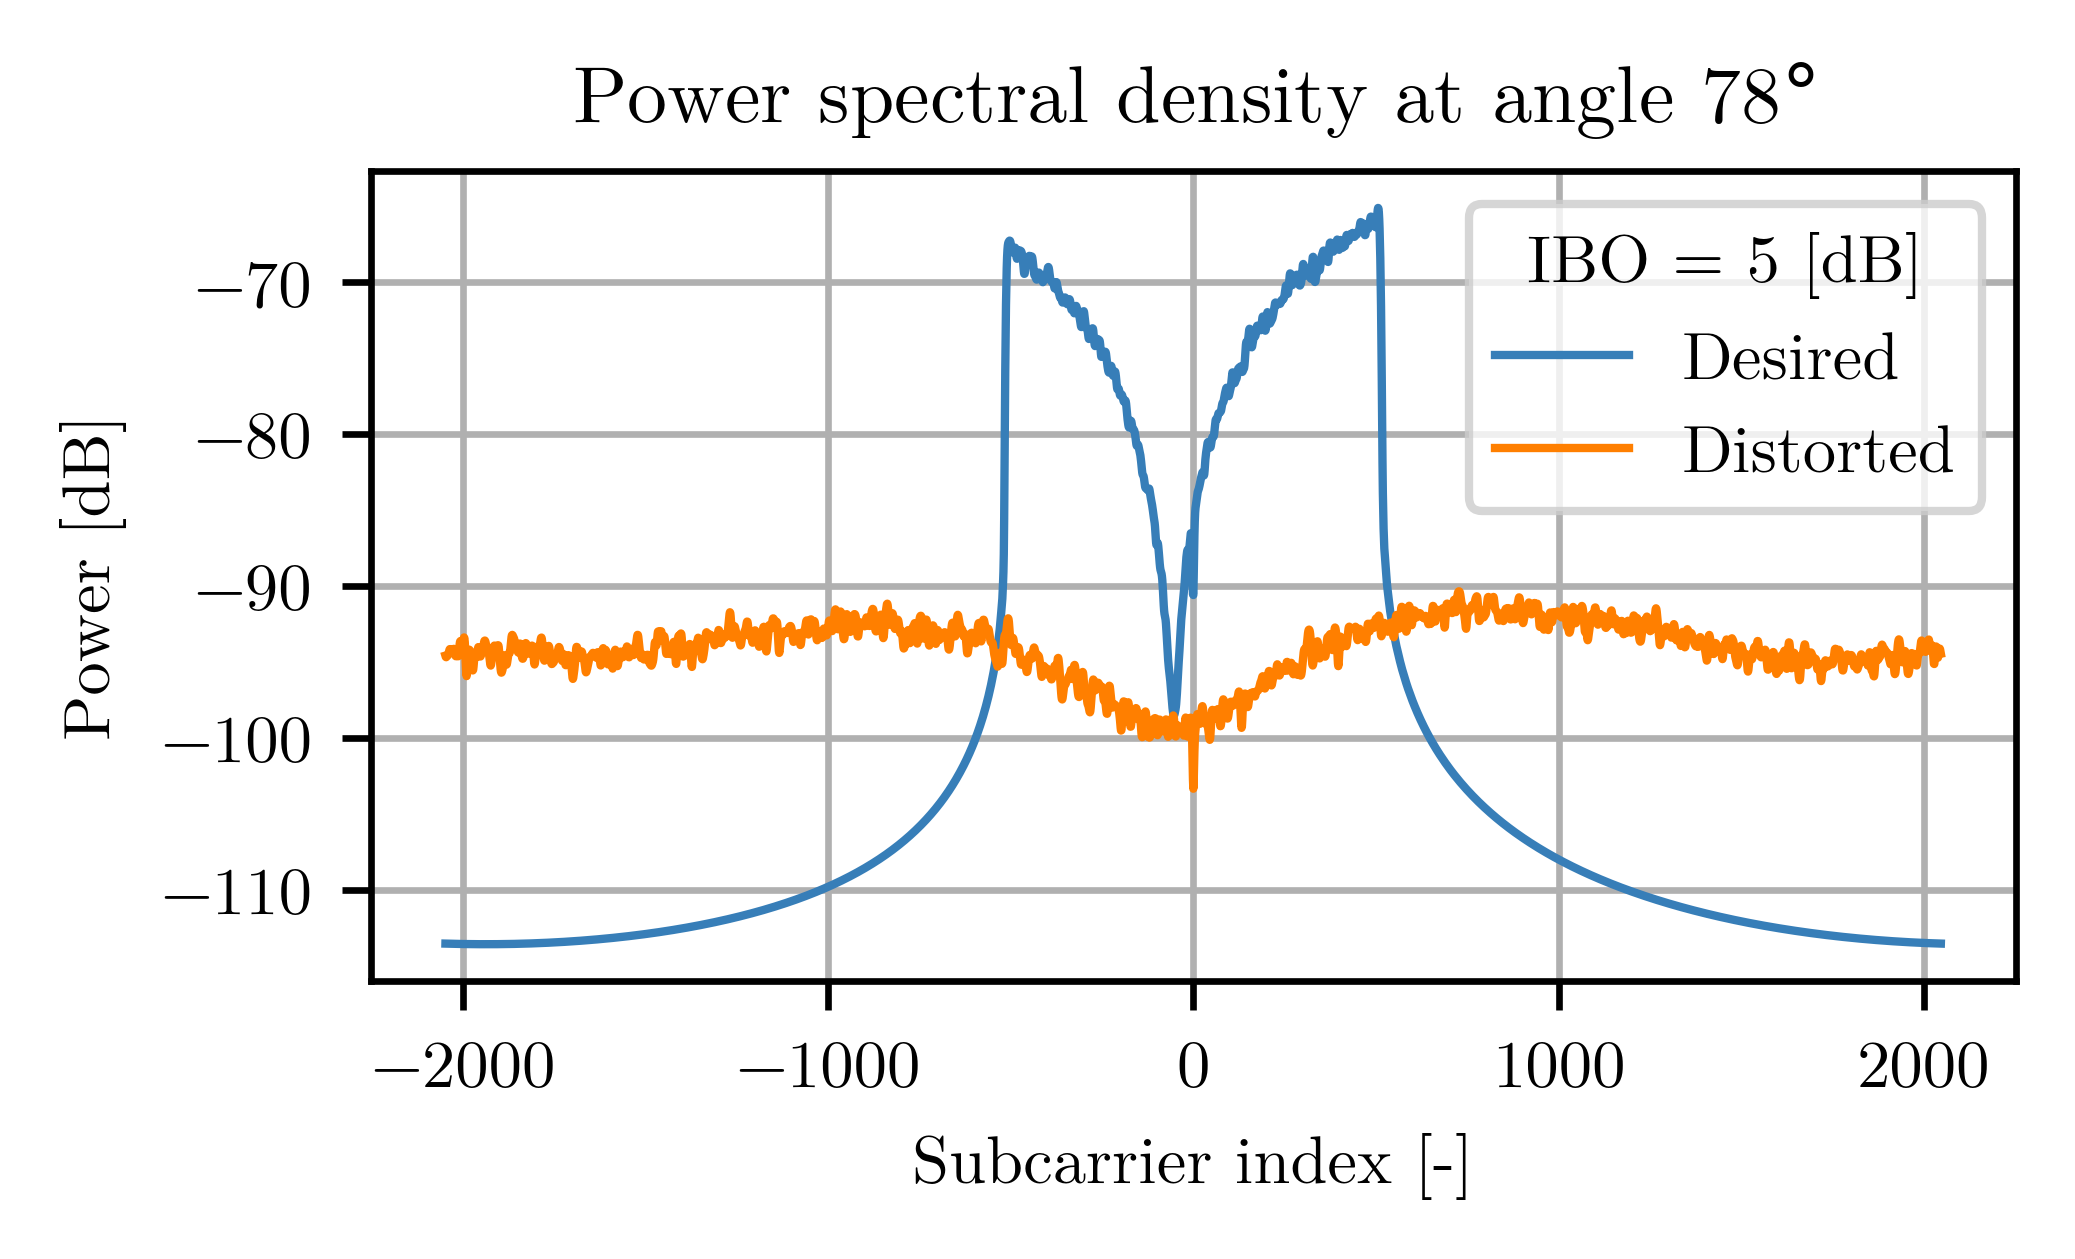 Power spectral density at angle 78°
IBO = 5 [dB]
Desired
Distorted
Power [dB]
−70
−80
−90
−100
−110
−2000
−1000
0
1000
2000
Subcarrier index [-]